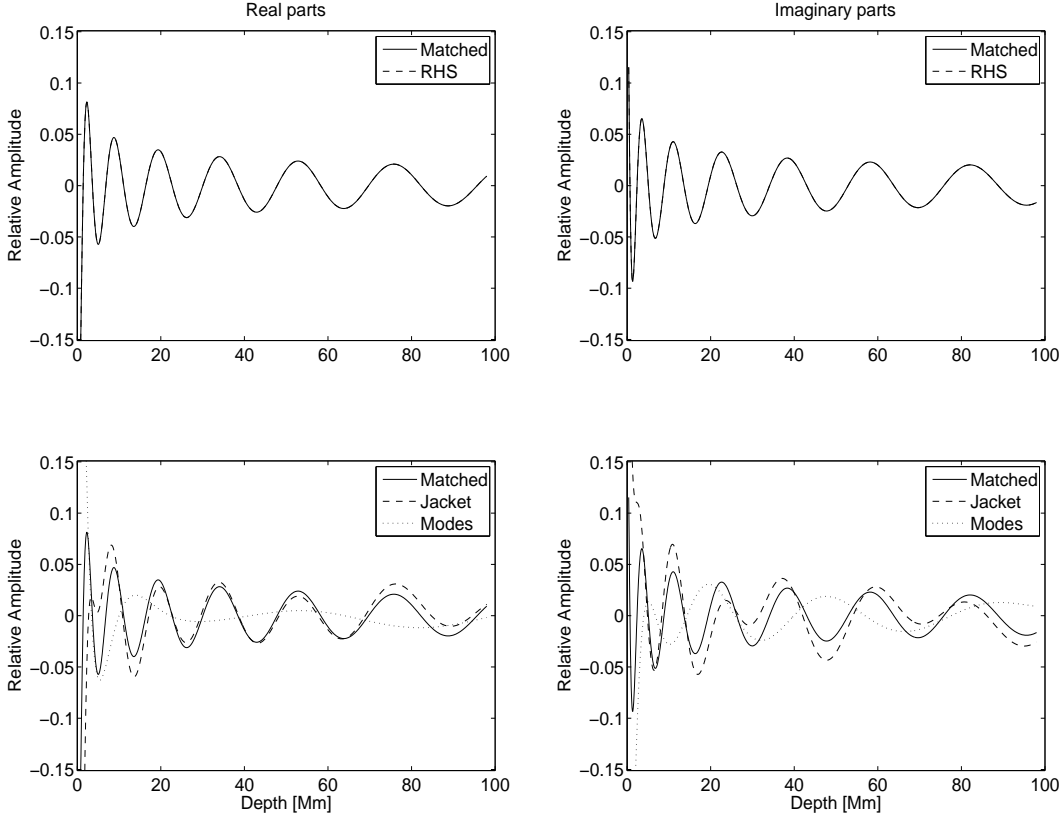 Real parts
Imaginary parts
0.15
0.1
0.05
0
−0.05
−0.1
−0.15
Relative Amplitude
Matched
RHS
0 20 40 60 80 100
0.15
0.1
0.05
0
−0.05
−0.1
−0.15
Relative Amplitude
Matched
RHS
0 20 40 60 80 100
0.15
0.1
0.05
0
−0.05
−0.1
−0.15
Relative Amplitude
Matched
Jacket
Modes
0 20 40 60 80 100
Depth [Mm]
0.15
0.1
0.05
0
−0.05
−0.1
−0.15
Relative Amplitude
Matched
Jacket
Modes
0 20 40 60 80 100
Depth [Mm]